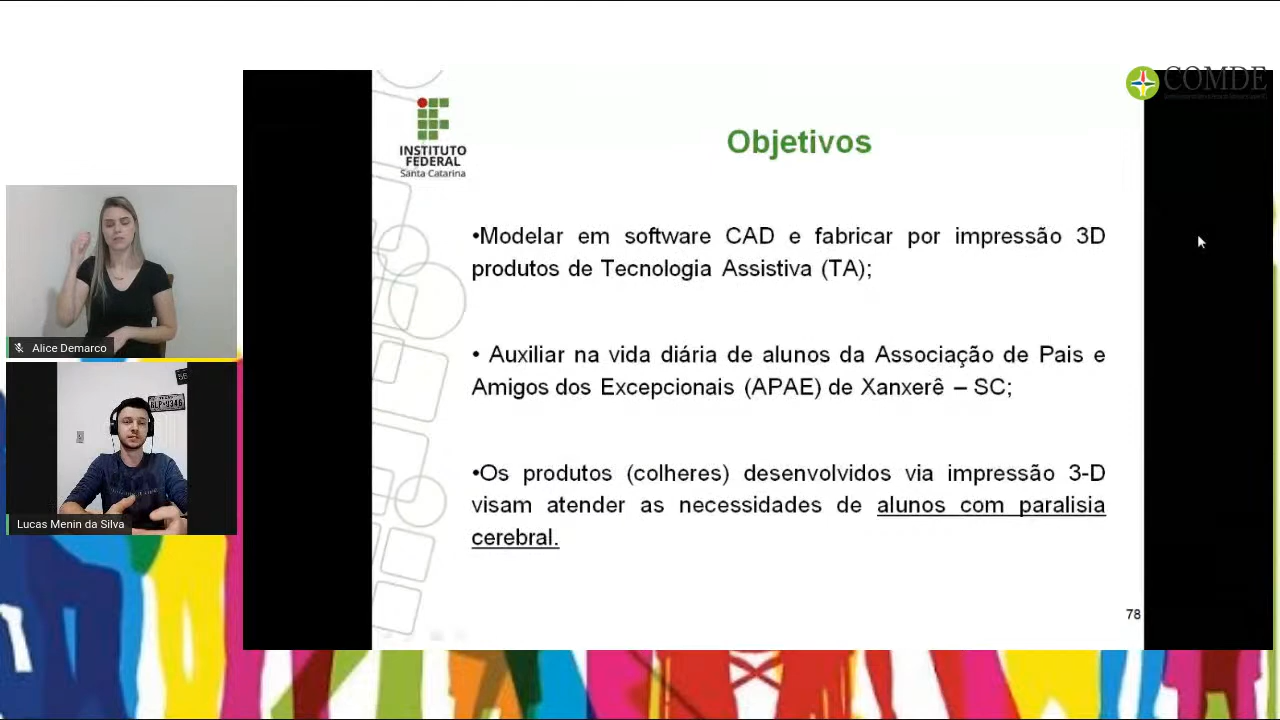 COMDE
INSTITUTO
FEDERAL
Santa Catarina
Objetivos
•Modelar em software CAD e fabricar por impressão 3D
produtos de Tecnologia Assistiva (TA);
• Auxiliar na vida diária de alunos da Associação de Pais e
Amigos dos Excepcionais (APAE) de Xanxerê – SC;
•Os produtos (colheres) desenvolvidos via impressão 3-D
visam atender as necessidades de alunos com paralisia
cerebral.
78
Alice Demarco
Lucas Menin da Silva